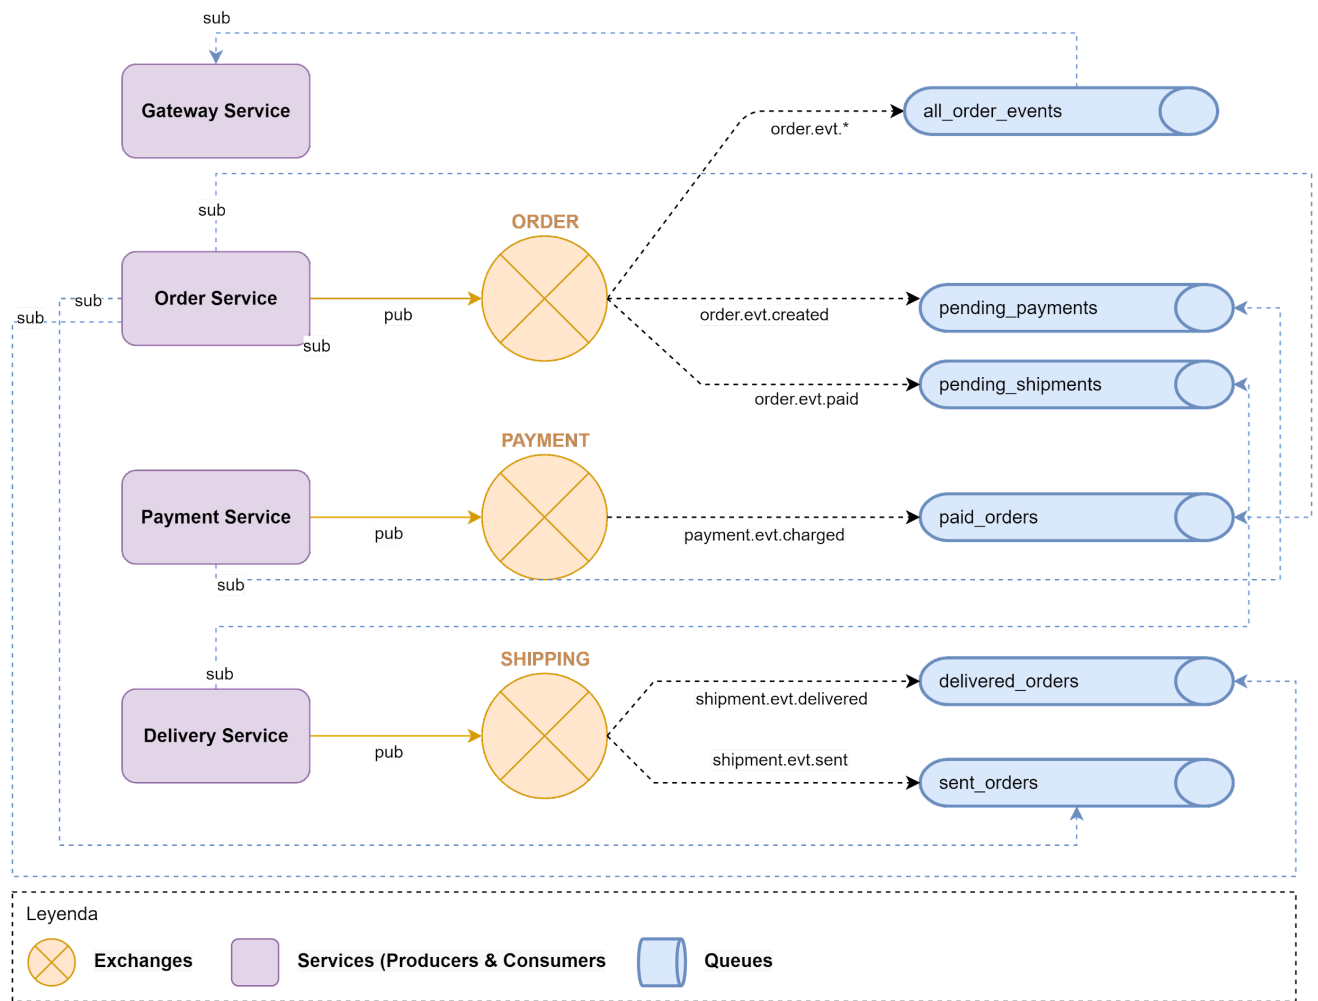 sub
Gateway Service
all_order_events
order.evt.*
sub
ORDER
sub
Order Service
sub
pub
sub
order.evt.created
pending_payments
order.evt.paid
pending_shipments
PAYMENT
Payment Service
pub
payment.evt.charged
paid_orders
sub
sub
SHIPPING
shipment.evt.delivered
delivered_orders
Delivery Service
pub
shipment.evt.sent
sent_orders
Leyenda
Exchanges
Services (Producers & Consumers
Queues